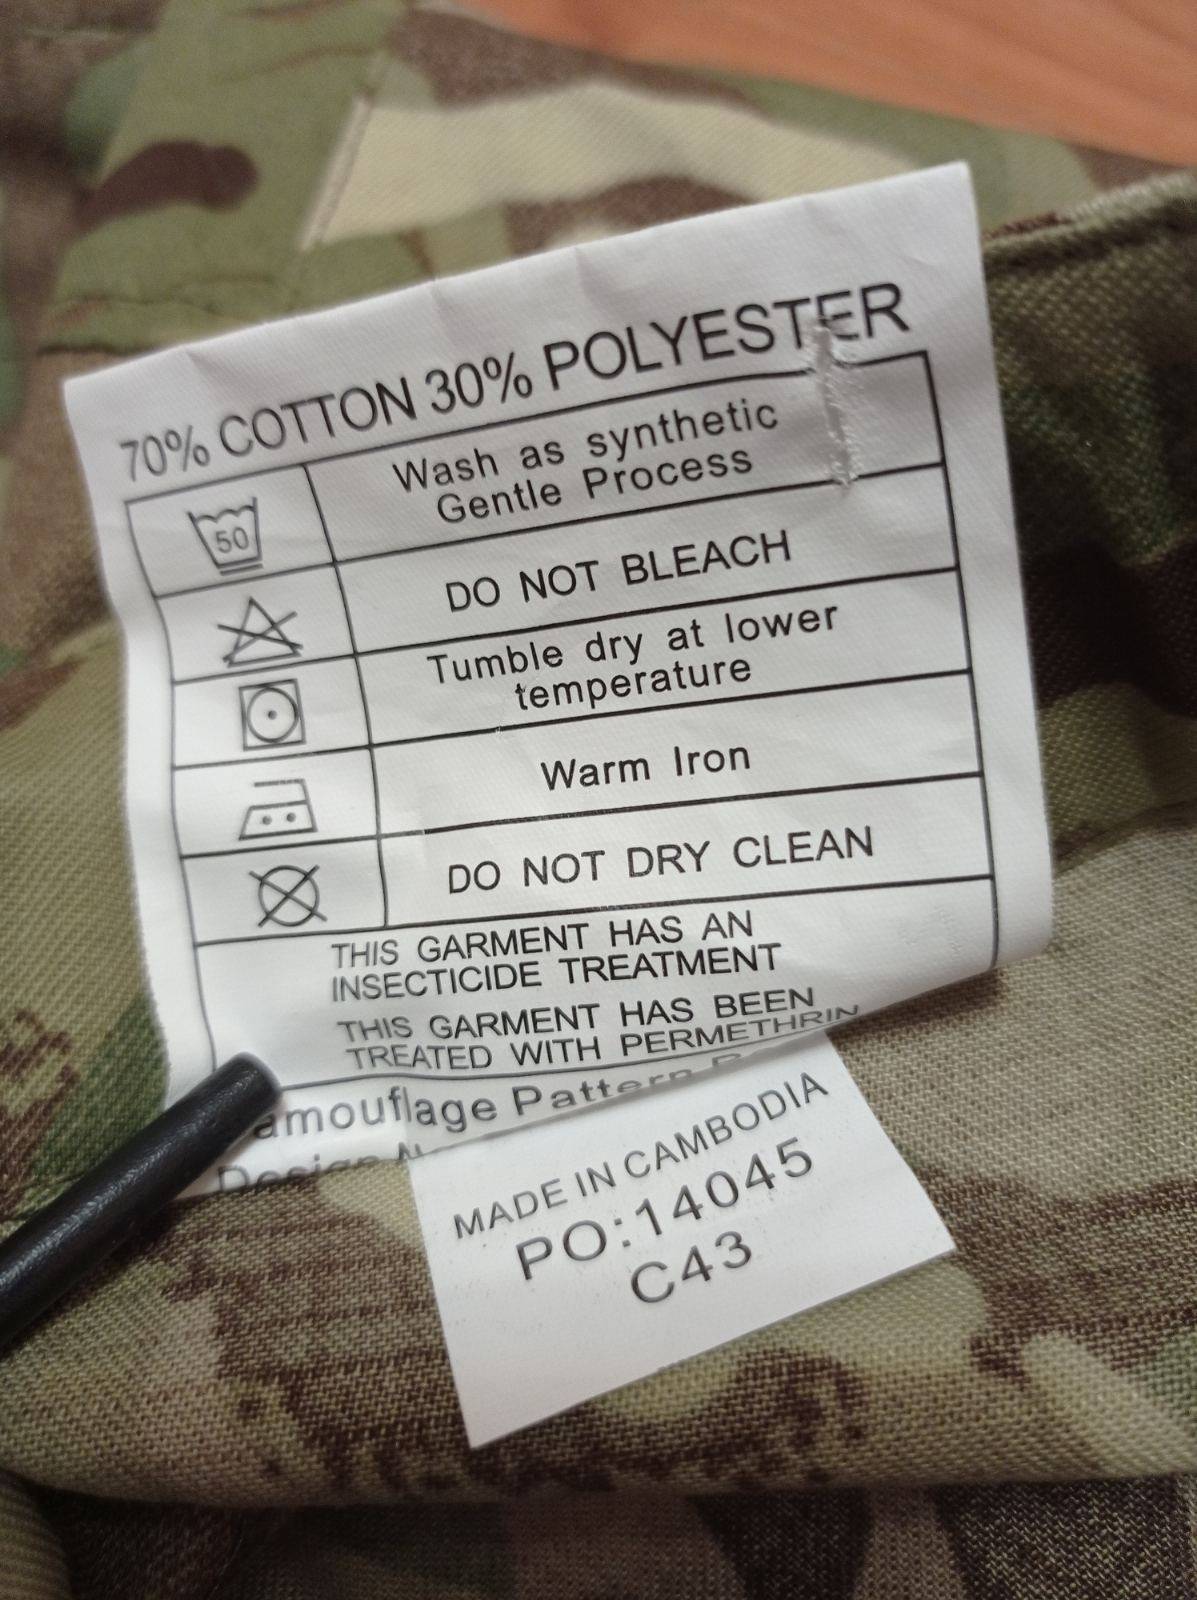 70% COTTON 30% POLYESTER
50
Wash as synthetic
Gentle Process
DO NOT BLEACH
Tumble dry at lower
temperature
Warm Iron
DO NOT DRY CLEAN
THIS GARMENT HAS AN
INSECTICIDE TREATMENT
THIS GARMENT HAS BEEN
TREATED WITH PERMETHRIN
amouflage Pattern
Design
MADE IN CAMBODIA
PO:14045
C43